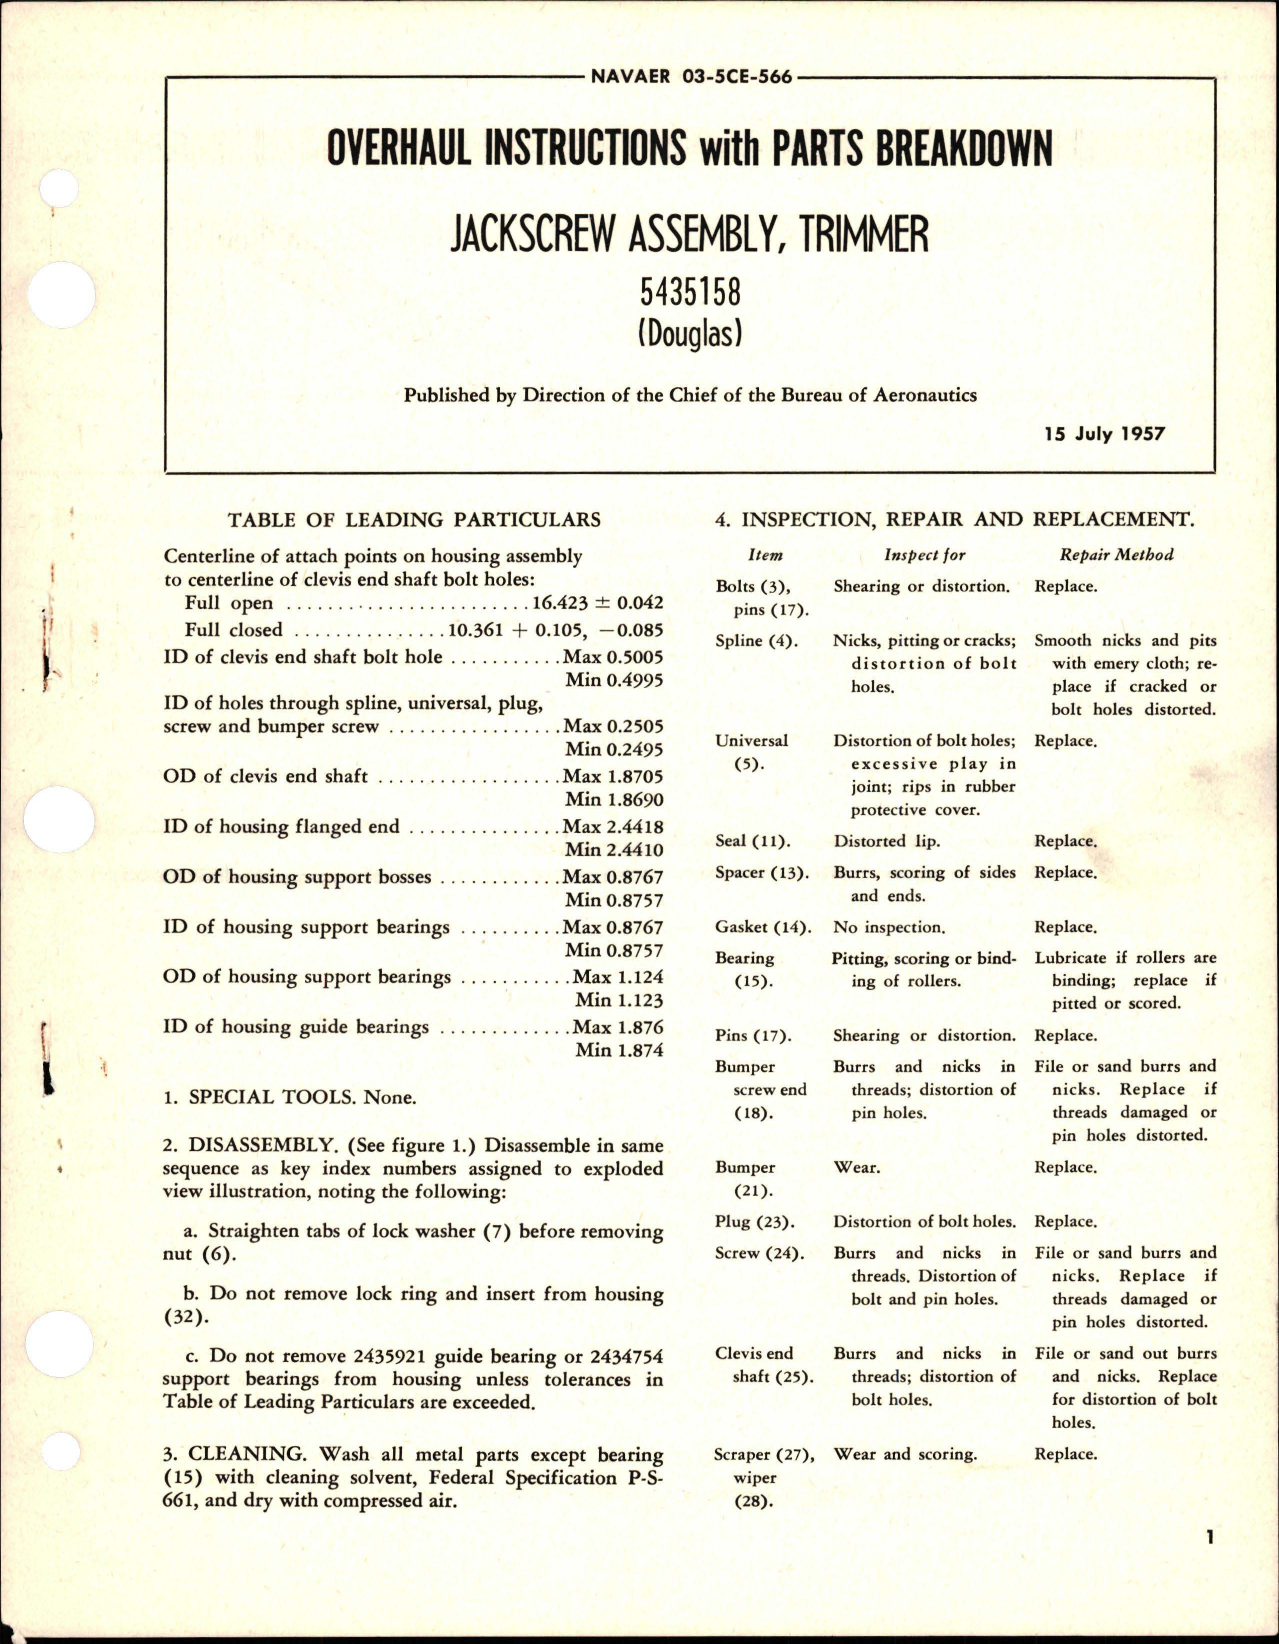 NAVAER 03-5CE-566
OVERHAUL INSTRUCTIONS with PARTS BREAKDOWN
JACKSCREW ASSEMBLY, TRIMMER
5435158
(Douglas)
Published by Direction of the Chief of the Bureau of Aeronautics
15 July 1957
TABLE OF LEADING PARTICULARS
Centerline of attach points on housing assembly
to centerline of clevis end shaft bolt holes:
Full open ........................16.423 ± 0.042
Full closed ...............10.361 + 0.105, −0.085
ID of clevis end shaft bolt hole ...........Max 0.5005
Min 0.4995
ID of holes through spline, universal, plug,
screw and bumper screw .................Max 0.2505
Min 0.2495
OD of clevis end shaft ..................Max 1.8705
Min 1.8690
ID of housing flanged end ...............Max 2.4418
Min 2.4410
OD of housing support bosses ............Max 0.8767
Min 0.8757
ID of housing support bearings ..........Max 0.8767
Min 0.8757
OD of housing support bearings ...........Max 1.124
Min 1.123
ID of housing guide bearings .............Max 1.876
Min 1.874
1. SPECIAL TOOLS. None.
2. DISASSEMBLY. (See figure 1.) Disassemble in same
sequence as key index numbers assigned to exploded
view illustration, noting the following:
a. Straighten tabs of lock washer (7) before removing
nut (6).
b. Do not remove lock ring and insert from housing
(32).
c. Do not remove 2435921 guide bearing or 2434754
support bearings from housing unless tolerances in
Table of Leading Particulars are exceeded.
3. CLEANING. Wash all metal parts except bearing
(15) with cleaning solvent, Federal Specification P-S-
661, and dry with compressed air.
4. INSPECTION, REPAIR AND REPLACEMENT.
Item Inspect for Repair Method
Bolts (3), Shearing or distortion. Replace.
pins (17).
Spline (4). Nicks, pitting or cracks; Smooth nicks and pits
distortion of bolt with emery cloth; re-
holes. place if cracked or
bolt holes distorted.
Universal Distortion of bolt holes; Replace.
(5). excessive play in
joint; rips in rubber
protective cover.
Seal (11). Distorted lip. Replace.
Spacer (13). Burrs, scoring of sides Replace.
and ends.
Gasket (14). No inspection. Replace.
Bearing Pitting, scoring or bind- Lubricate if rollers are
(15). ing of rollers. binding; replace if
pitted or scored.
Pins (17). Shearing or distortion. Replace.
Bumper Burrs and nicks in File or sand burrs and
screw end threads; distortion of nicks. Replace if
(18). pin holes. threads damaged or
pin holes distorted.
Bumper Wear. Replace.
(21).
Plug (23). Distortion of bolt holes. Replace.
Screw (24). Burrs and nicks in File or sand burrs and
threads. Distortion of nicks. Replace if
bolt and pin holes. threads damaged or
pin holes distorted.
Clevis end Burrs and nicks in File or sand out burrs
shaft (25). threads; distortion of and nicks. Replace
bolt holes. for distortion of bolt
holes.
Scraper (27), Wear and scoring. Replace.
wiper
(28).
1